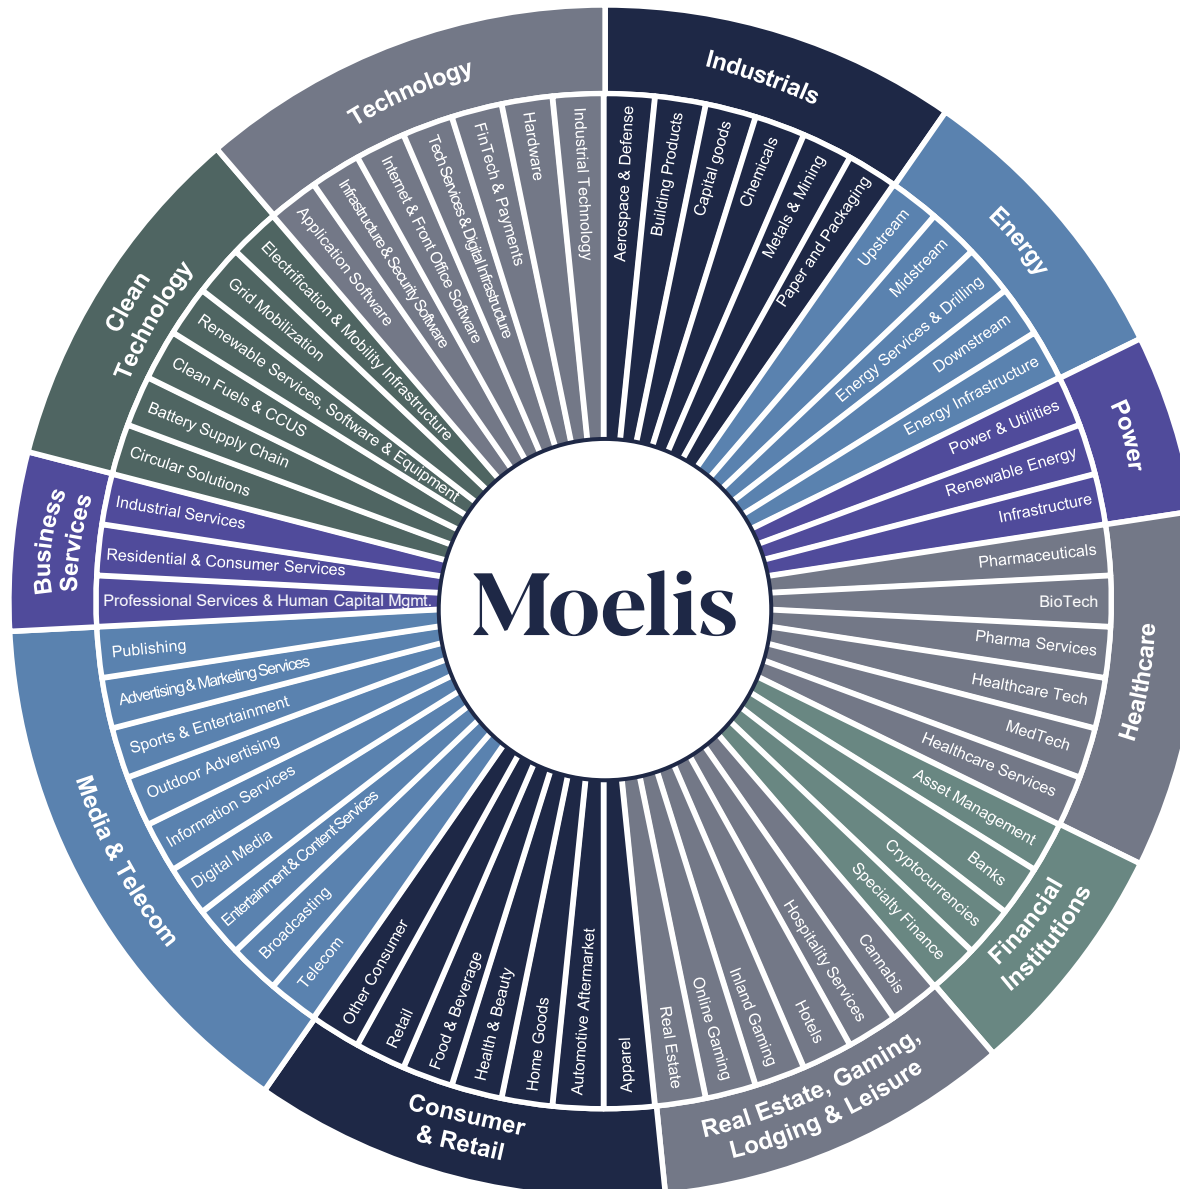 Industrials
Aerospace & Defense
Building Products
Capital goods
Chemicals
Metals & Mining
Paper and Packaging
Energy
Upstream
Midstream
Energy Services & Drilling
Downstream
Energy Infrastructure
Power
Power & Utilities
Renewable Energy
Infrastructure
Healthcare
Pharmaceuticals
BioTech
Pharma Services
Healthcare Tech
MedTech
Healthcare Services
Financial
Institutions
Asset Management
Banks
Cryptocurrencies
Specialty Finance
Real Estate, Gaming,
Lodging & Leisure
Cannabis
Hospitality Services
Hotels
Inland Gaming
Online Gaming
Real Estate
Consumer
& Retail
Apparel
Automotive Aftermarket
Home Goods
Health & Beauty
Food & Beverage
Retail
Other Consumer
Media & Telecom
Telecom
Broadcasting
Entertainment & Content Services
Digital Media
Information Services
Outdoor Advertising
Sports & Entertainment
Advertising & Marketing Services
Publishing
Business
Services
Professional Services & Human Capital Mgmt.
Residential & Consumer Services
Industrial Services
Clean
Technology
Circular Solutions
Battery Supply Chain
Clean Fuels & CCUS
Renewable Services, Software & Equipment
Grid Mobilization
Electrification & Mobility Infrastructure
Technology
Application Software
Infrastructure & Security Software
Internet & Front Office Software
Tech Services & Digital Infrastructure
FinTech & Payments
Hardware
Industrial Technology
Moelis